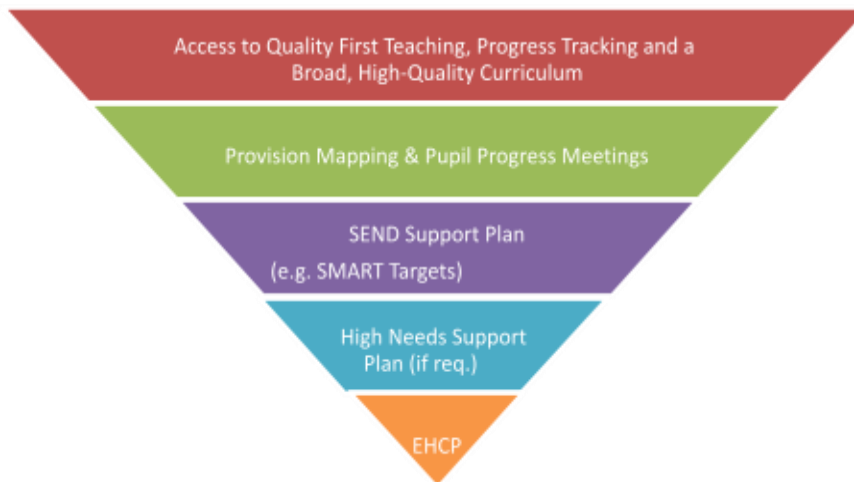 Access to Quality First Teaching, Progress Tracking and a
Broad, High-Quality Curriculum
Provision Mapping & Pupil Progress Meetings
SEND Support Plan
(e.g. SMART Targets)
High Needs Support
Plan (if req.)
EHCP